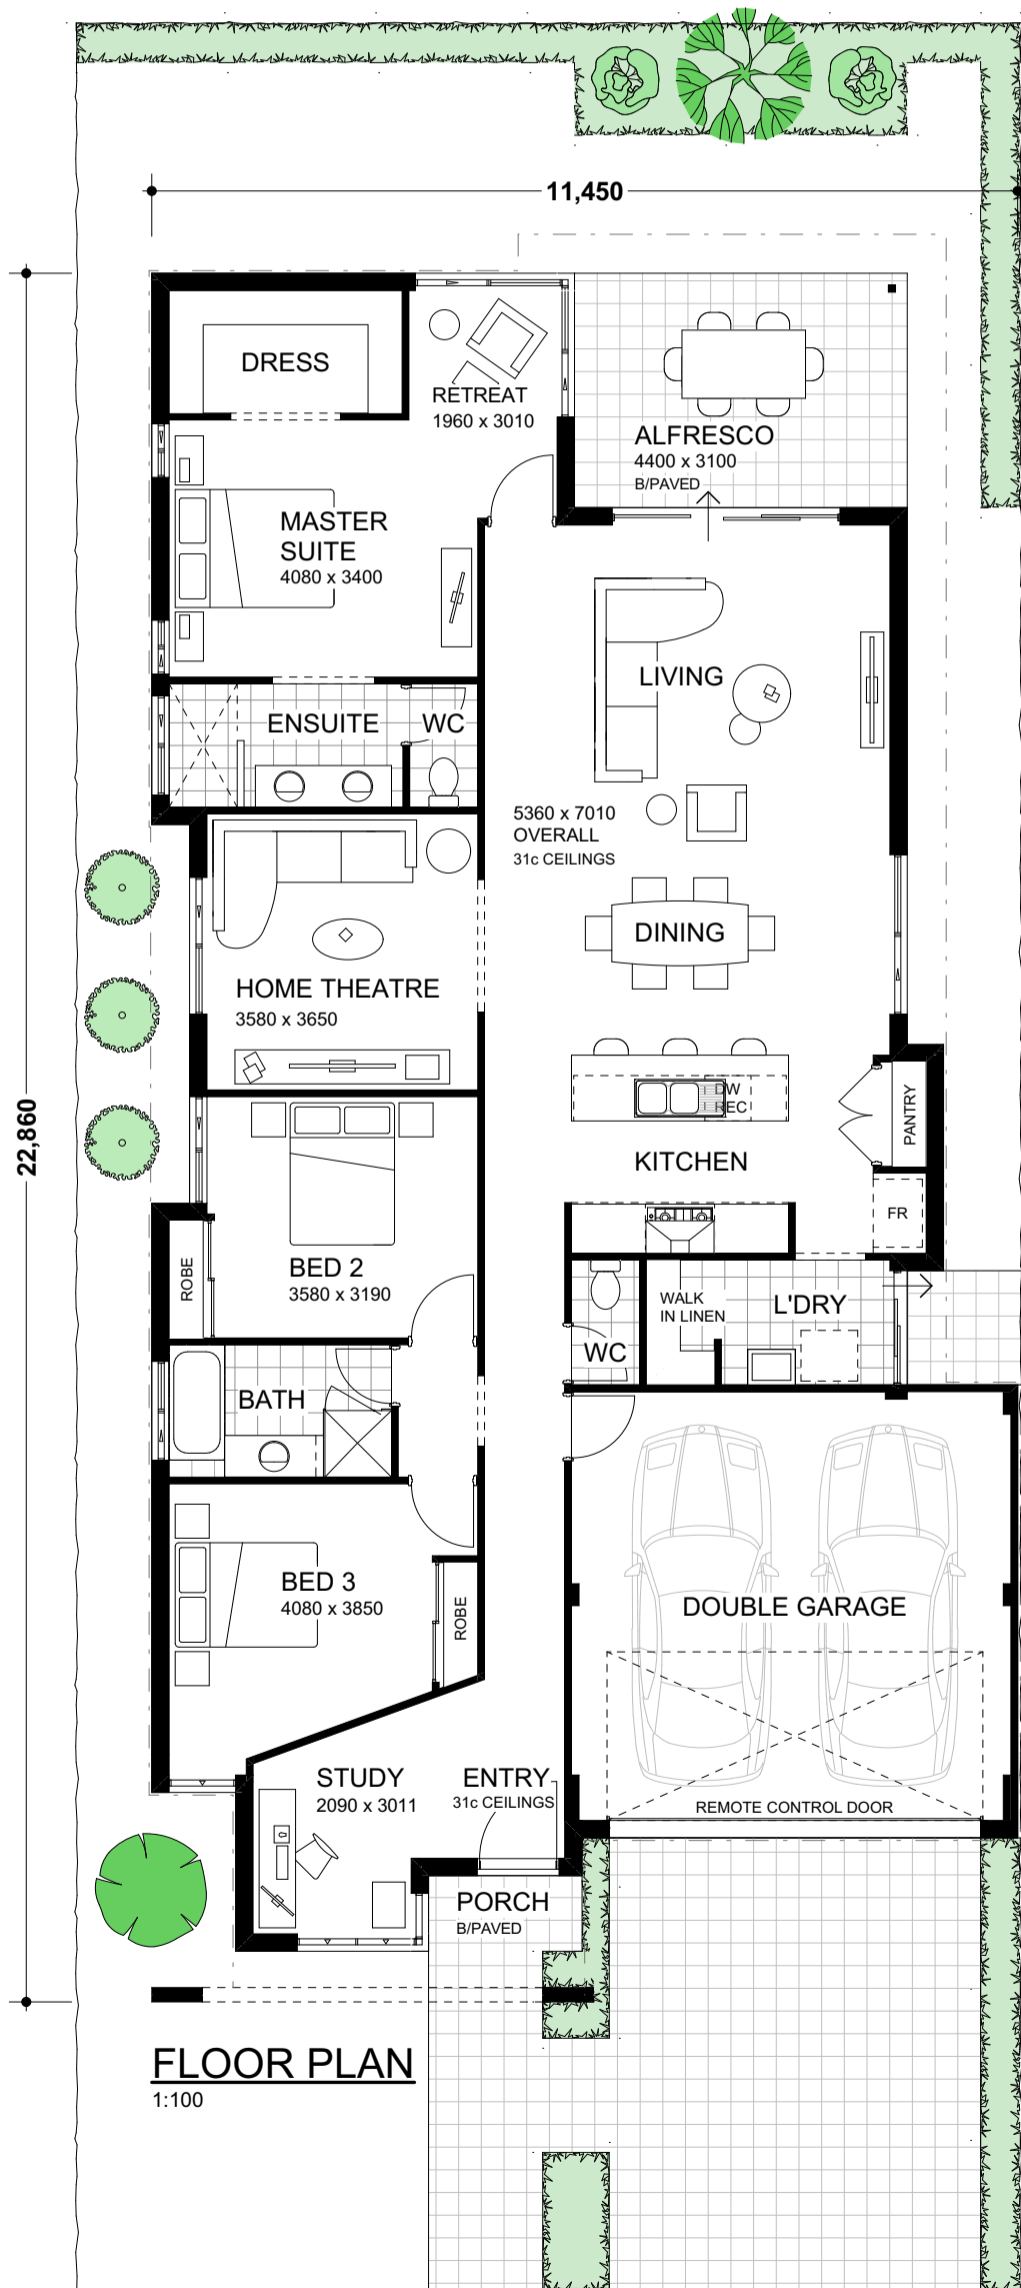 11,450
22,860
DRESS
RETREAT
1960 x 3010
ALFRESCO
4400 x 3100
B/PAVED
MASTER
SUITE
4080 x 3400
LIVING
ENSUITE
WC
5360 x 7010
OVERALL
31c CEILINGS
DINING
HOME THEATRE
3580 x 3650
DW
REC
PANTRY
KITCHEN
FR
BED 2
3580 x 3190
ROBE
WALK
IN LINEN
L'DRY
WC
BATH
BED 3
4080 x 3850
ROBE
DOUBLE GARAGE
STUDY
2090 x 3011
ENTRY
31c CEILINGS
REMOTE CONTROL DOOR
PORCH
B/PAVED
FLOOR PLAN
1:100